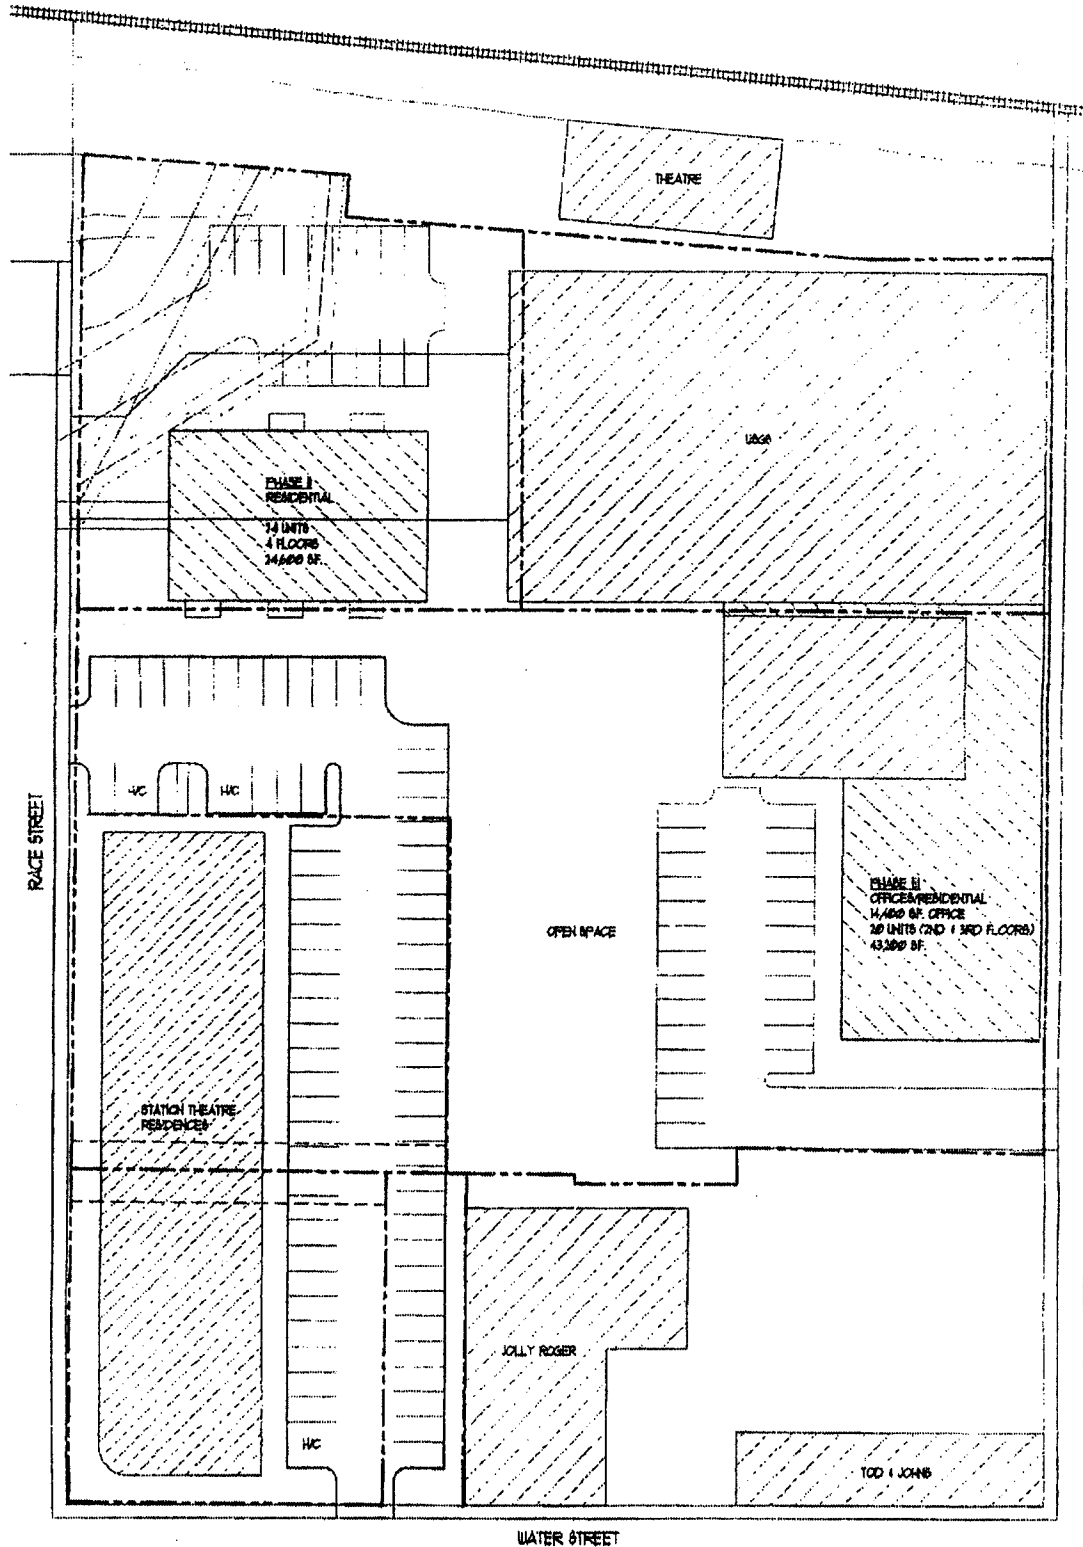 THEATRE
USGS
PHASE II
RESIDENTIAL
24 UNITS
4 FLOORS
24,600 SF.
H/C
H/C
RACE STREET
OPEN SPACE
PHASE III
OFFICES/RESIDENTIAL
14,400 SF. OFFICE
20 UNITS (2ND & 3RD FLOORS)
43,200 SF.
STATION THEATRE
RESIDENCES
JOLLY ROGER
H/C
TOD & JOHNS
WATER STREET